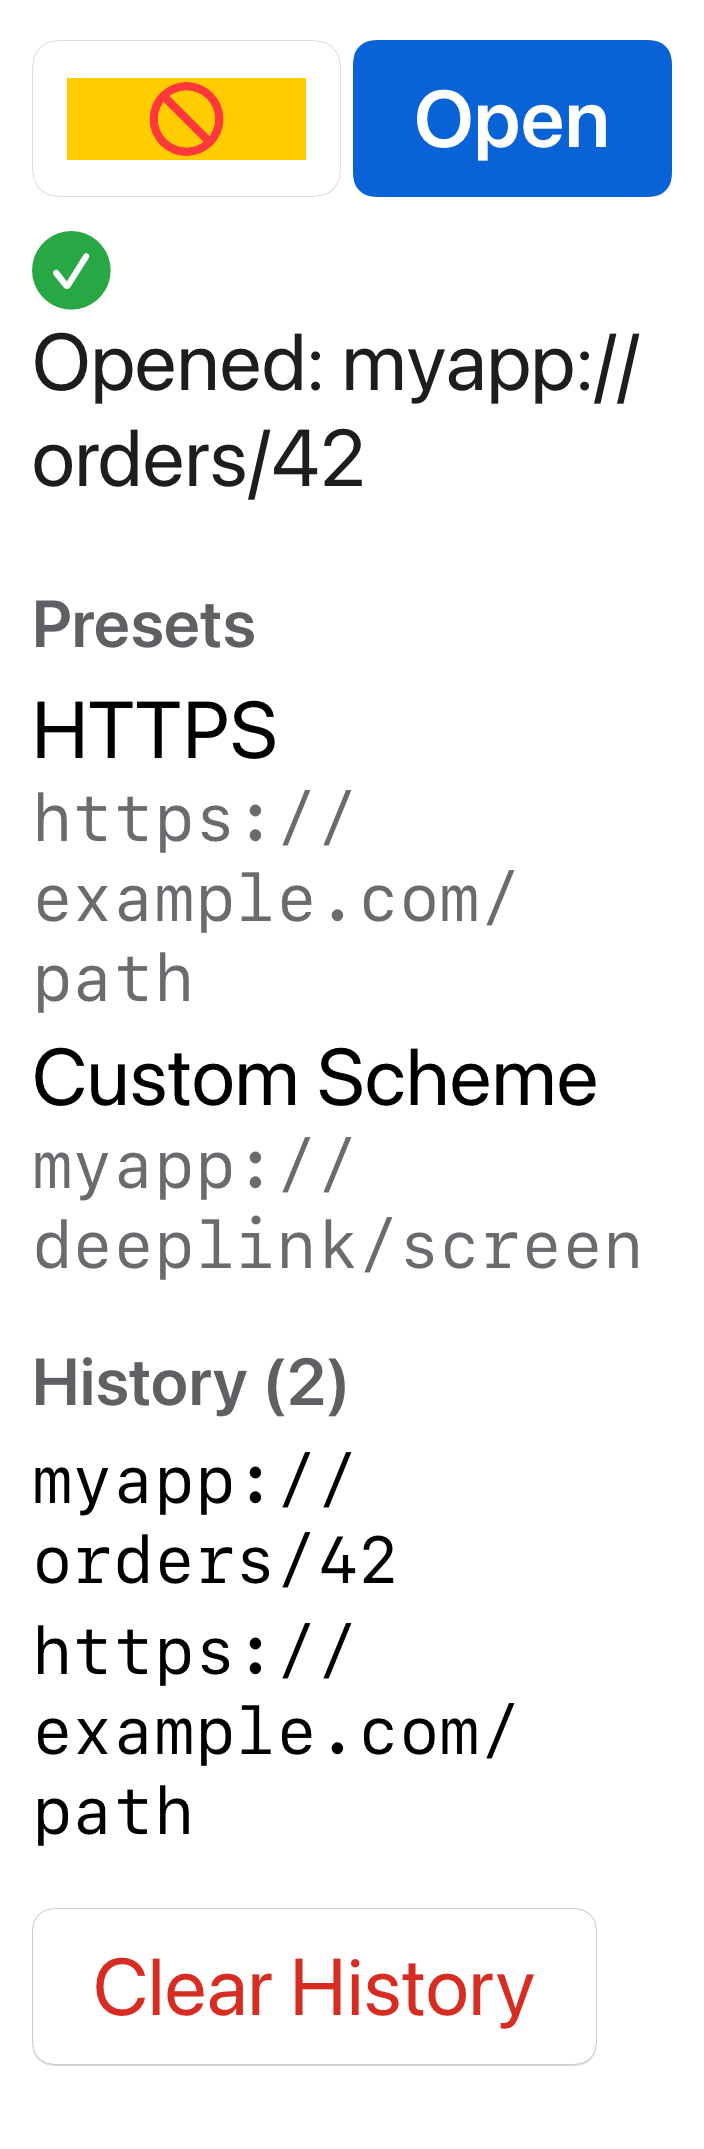 Open
Opened: myapp://
orders/42
Presets
HTTPS
https://
example.com/
path
Custom Scheme
myapp://
deeplink/screen
History (2)
myapp://
orders/42
https://
example.com/
path
Clear History